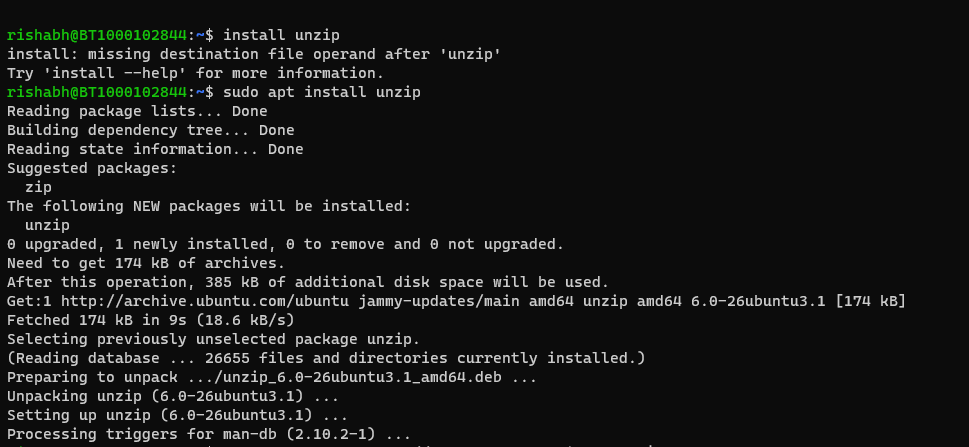 rishabh@BT1000102844:~$ install unzip
install: missing destination file operand after 'unzip'
Try 'install --help' for more information.
rishabh@BT1000102844:~$ sudo apt install unzip
Reading package lists... Done
Building dependency tree... Done
Reading state information... Done
Suggested packages:
  zip
The following NEW packages will be installed:
  unzip
0 upgraded, 1 newly installed, 0 to remove and 0 not upgraded.
Need to get 174 kB of archives.
After this operation, 385 kB of additional disk space will be used.
Get:1 http://archive.ubuntu.com/ubuntu jammy-updates/main amd64 unzip amd64 6.0-26ubuntu3.1 [174 kB]
Fetched 174 kB in 9s (18.6 kB/s)
Selecting previously unselected package unzip.
(Reading database ... 26655 files and directories currently installed.)
Preparing to unpack .../unzip_6.0-26ubuntu3.1_amd64.deb ...
Unpacking unzip (6.0-26ubuntu3.1) ...
Setting up unzip (6.0-26ubuntu3.1) ...
Processing triggers for man-db (2.10.2-1) ...